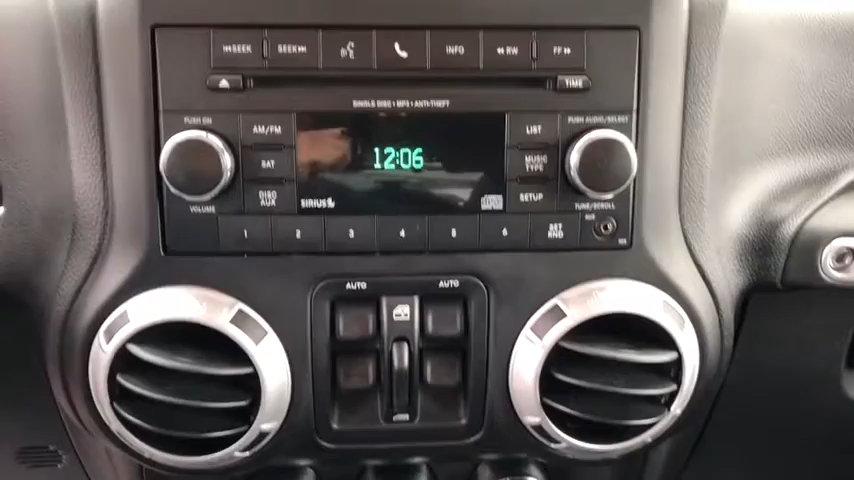 |◀◀ SEEK
SEEK ▶▶|
INFO
◀◀ RW
FF ▶▶
TIME
SINGLE DISC • MP3 • ANTI-THEFT
PUSH ON
VOLUME
AM/FM
SAT
DISC
AUX
12:06
SIRIUS
LIST
MUSIC
TYPE
SETUP
PUSH AUDIO/SELECT
TUNE/SCROLL
1
2
3
4
5
6
SET
RND
AUTO
AUTO